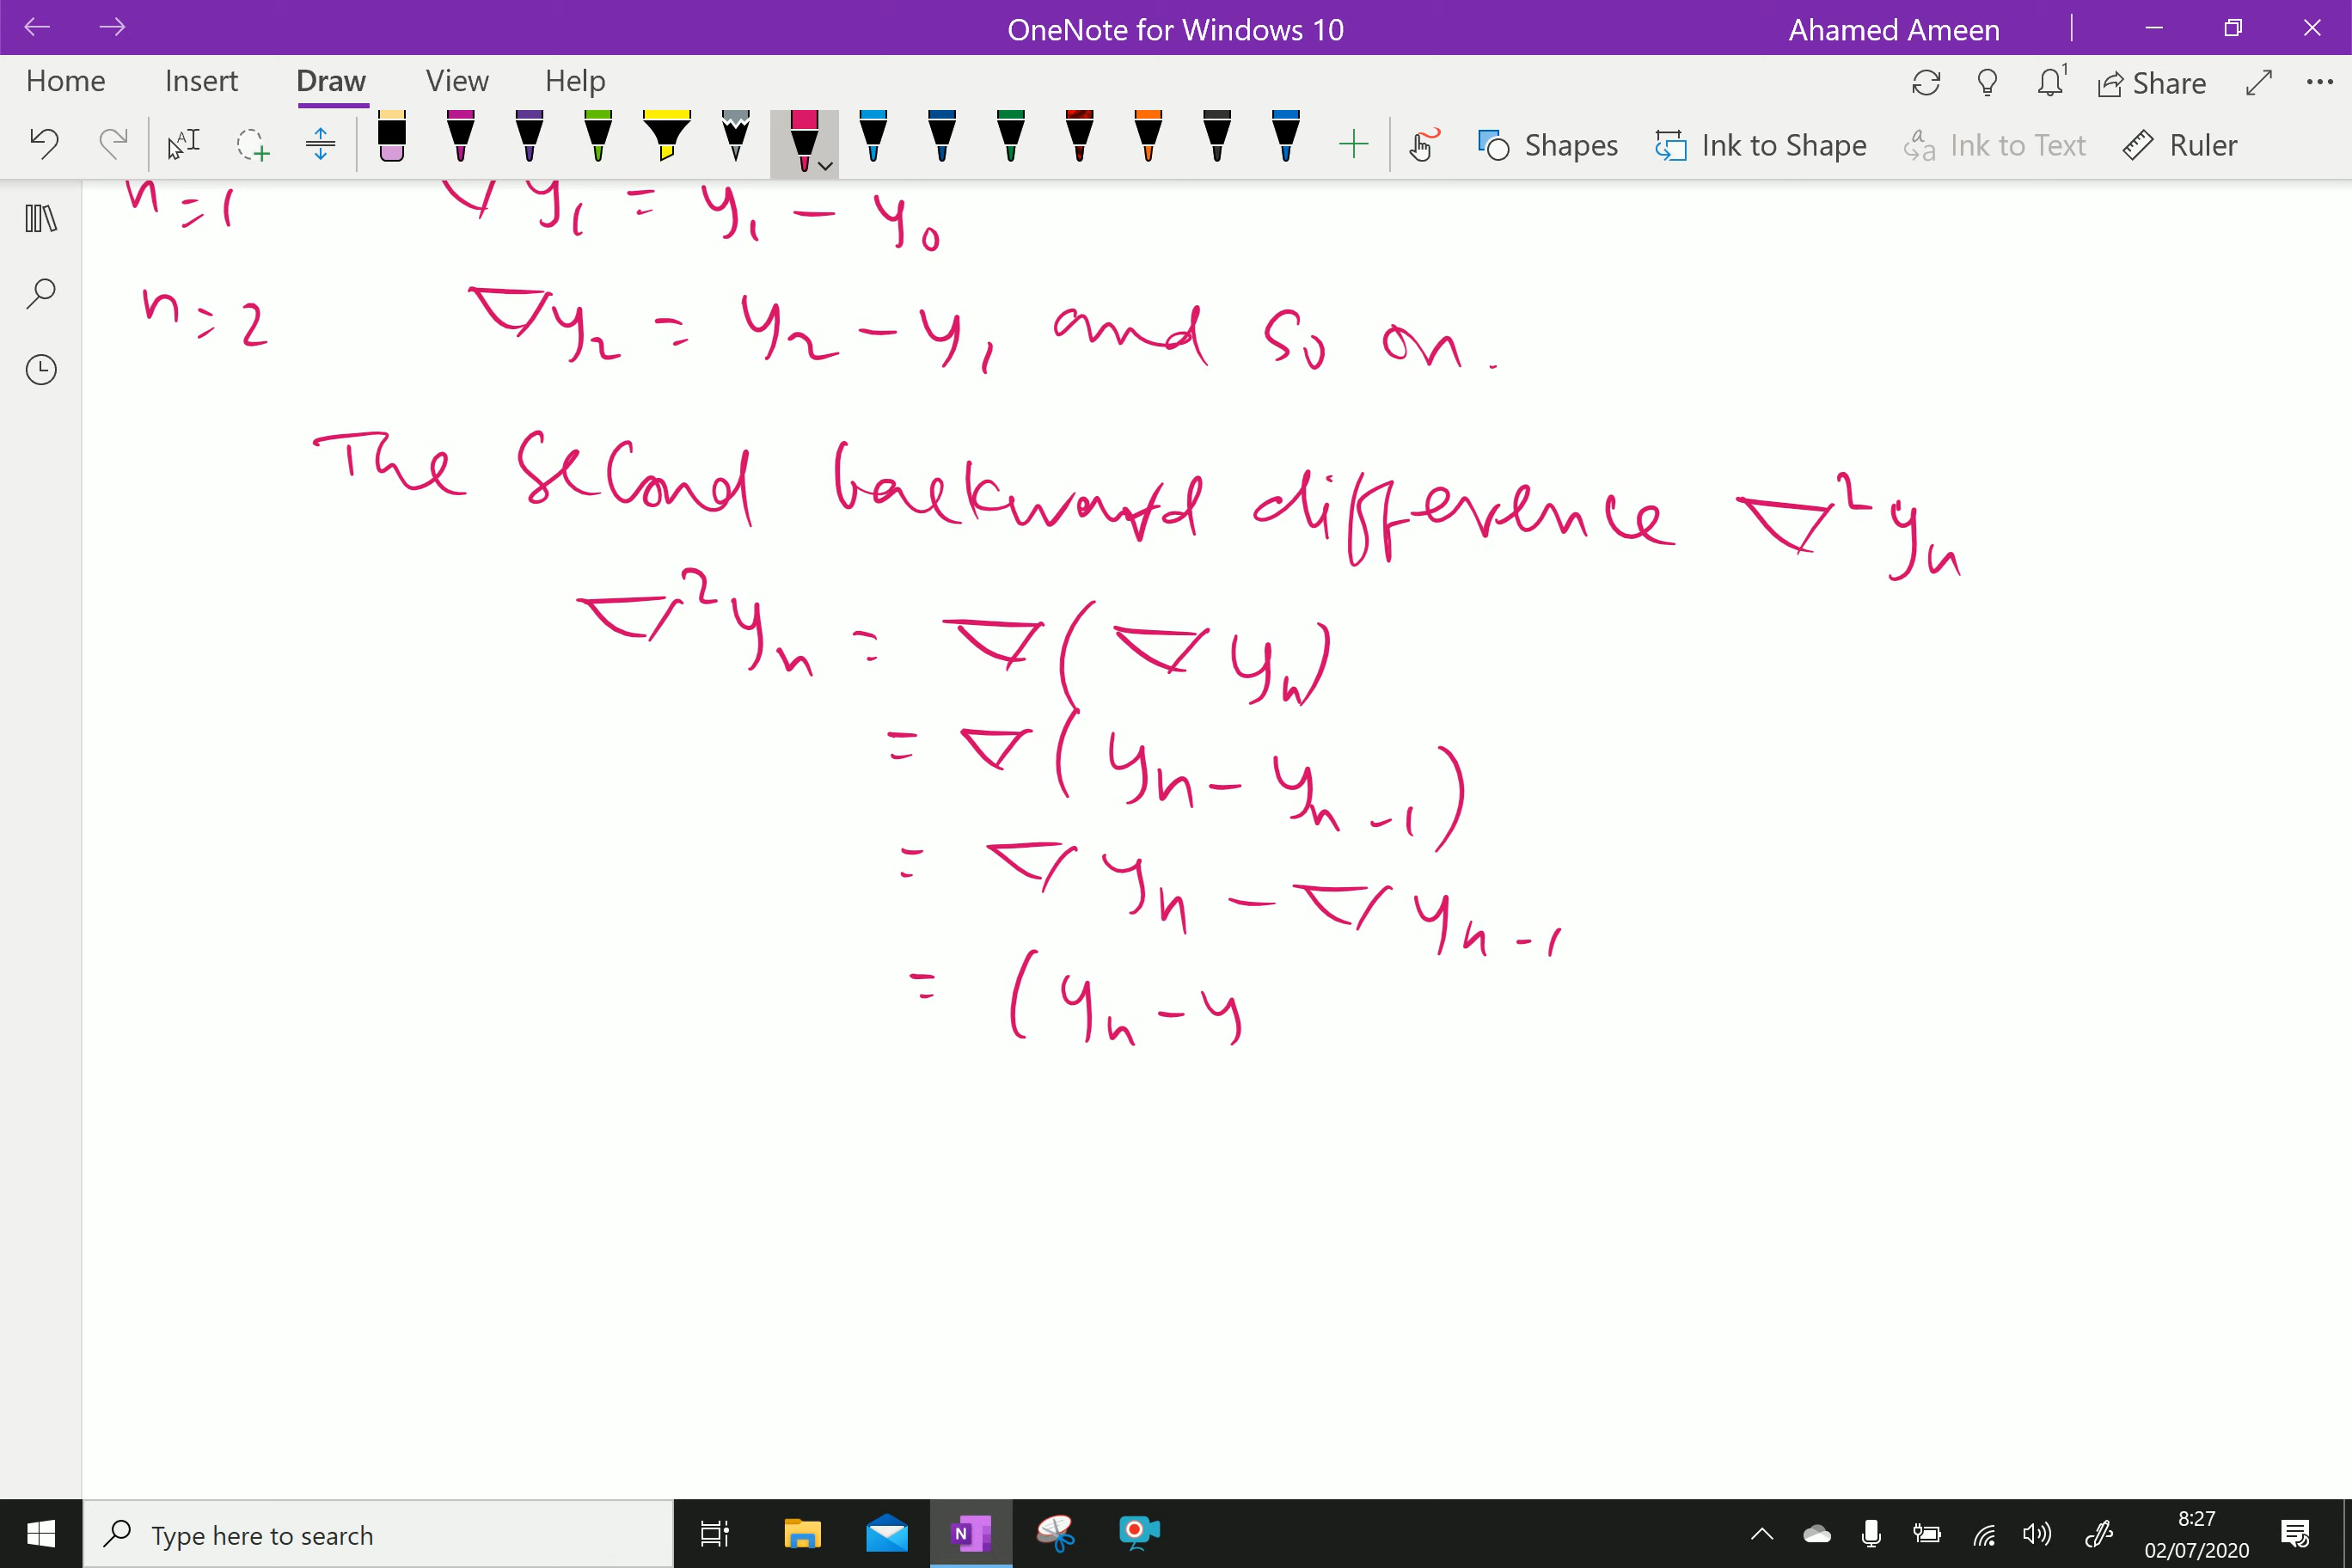 OneNote for Windows 10 Ahamed Ameen
Home Insert Draw View Help 1 Share
Shapes Ink to Shape Ink to Text Ruler
n=1 ∇y₁ = y₁ − y₀
n=2 ∇y₂ = y₂ − y₁ and so on.
The second backward difference ∇²yₙ
∇²yₙ = ∇(∇yₙ)
= ∇(yₙ − yₙ₋₁)
= ∇yₙ − ∇yₙ₋₁
= (yₙ − y
Type here to search 8:27
02/07/2020